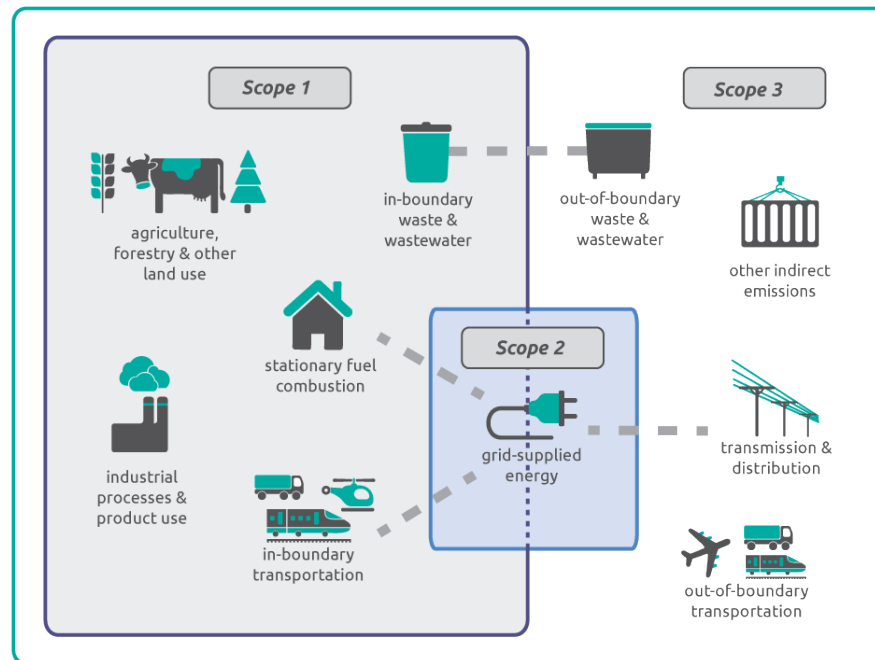 Scope 1
Scope 3
agriculture,
forestry & other
land use
in-boundary
waste &
wastewater
out-of-boundary
waste &
wastewater
other indirect
emissions
stationary fuel
combustion
Scope 2
grid-supplied
energy
transmission &
distribution
industrial
processes &
product use
in-boundary
transportation
out-of-boundary
transportation